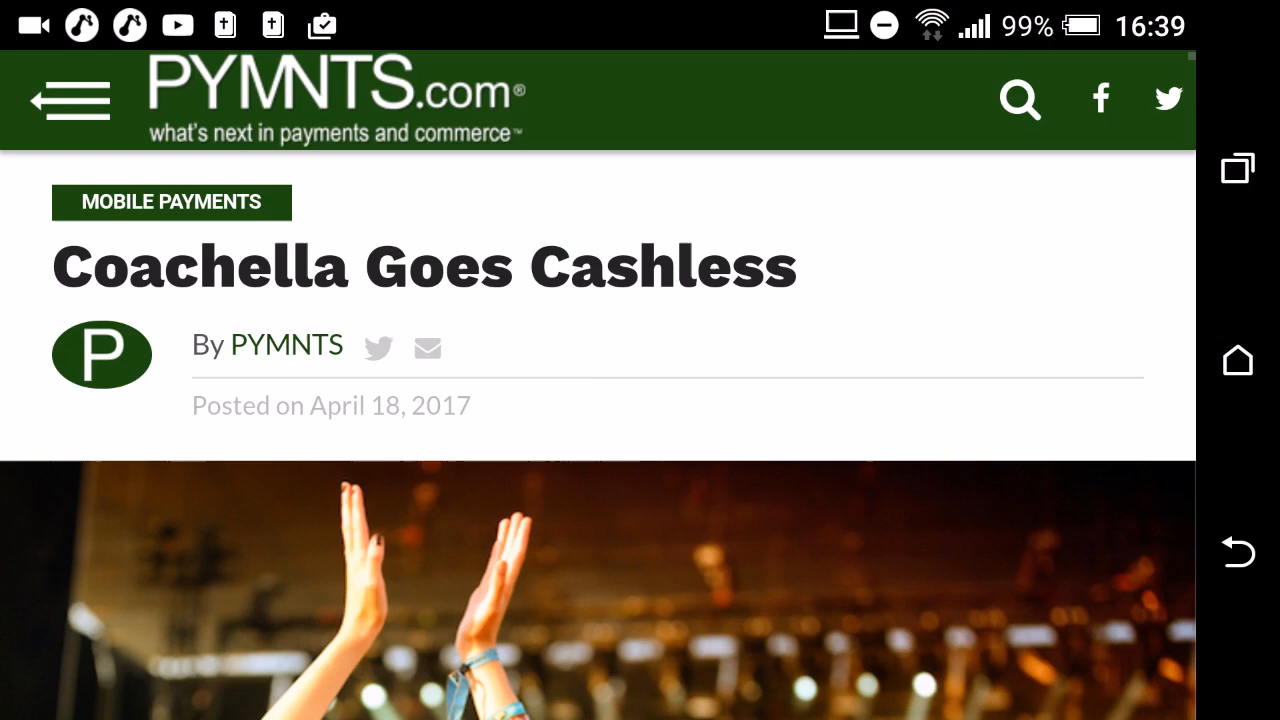 99% 16:39
PYMNTS.com®
what's next in payments and commerce™
MOBILE PAYMENTS
Coachella Goes Cashless
P
By PYMNTS
Posted on April 18, 2017